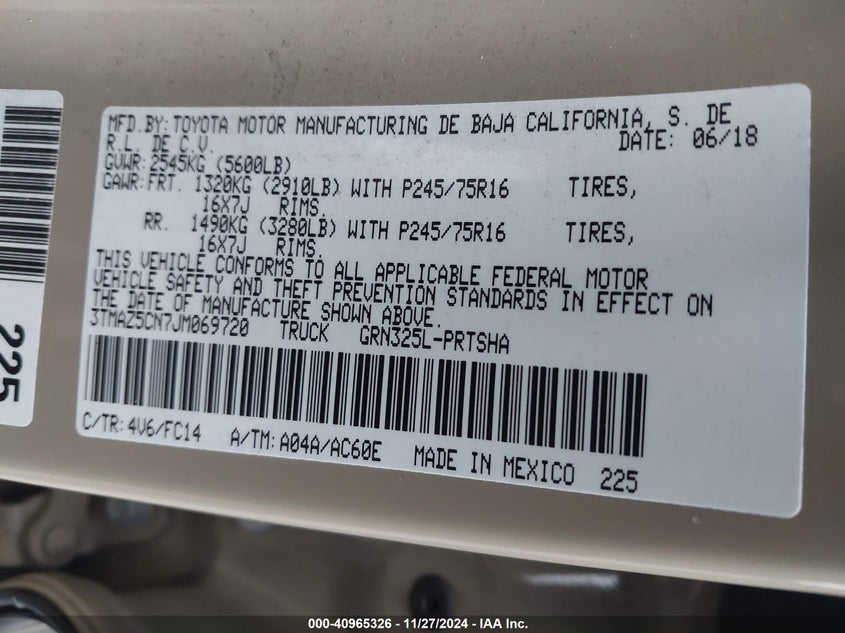 MFD.BY:TOYOTA MOTOR MANUFACTURING DE BAJA CALIFORNIA, S. DE
R.L. DE C.V. DATE: 06/18
GVWR:2545KG (5600LB)
GAWR:FRT. 1320KG (2910LB) WITH P245/75R16 TIRES,
16X7J RIMS.
RR. 1490KG (3280LB) WITH P245/75R16 TIRES,
16X7J RIMS.
THIS VEHICLE CONFORMS TO ALL APPLICABLE FEDERAL MOTOR
VEHICLE SAFETY AND THEFT PREVENTION STANDARDS IN EFFECT ON
THE DATE OF MANUFACTURE SHOWN ABOVE.
3TMAZ5CN7JM069720 TRUCK GRN325L-PRTSHA
C/TR:4V6/FC14 A/TM:A04A/AC60E MADE IN MEXICO 225
225
000-40965326 - 11/27/2024 - IAA Inc.